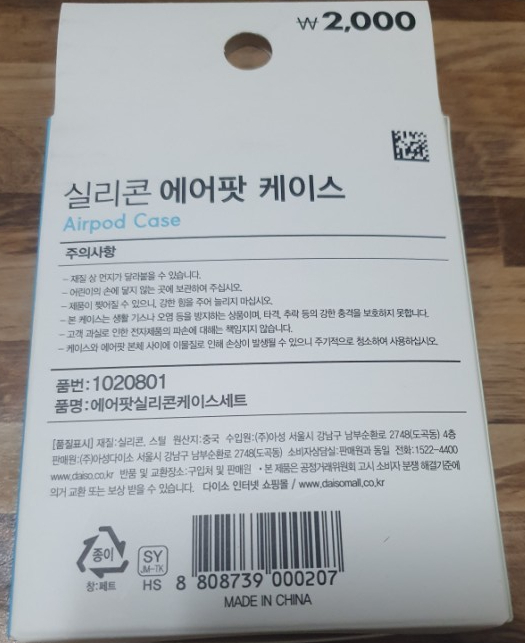 ₩2,000
실리콘 에어팟 케이스
Airpod Case
주의사항
– 재질 상 먼지가 달라붙을 수 있습니다.
– 어린이의 손에 닿지 않는 곳에 보관하여 주십시오.
– 제품이 찢어질 수 있으니, 강한 힘을 주어 늘리지 마십시오.
– 본 케이스는 생활 기스나 오염 등을 방지하는 상품이며, 타격, 추락 등의 강한 충격을 보호하지 못합니다.
– 고객 과실로 인한 전자제품의 파손에 대해는 책임지지 않습니다.
– 케이스와 에어팟 본체 사이에 이물질로 인해 손상이 발생될 수 있으니 주기적으로 청소하여 사용하십시오.
품번:1020801
품명:에어팟실리콘케이스세트
[품질표시] 재질:실리콘, 스틸 원산지:중국 수입원:(주)아성 서울시 강남구 남부순환로 2748(도곡동) 4층
판매원:(주)아성다이소 서울시 강남구 남부순환로 2748(도곡동) 소비자상담실:판매원과 동일 전화:1522-4400
www.daiso.co.kr 반품 및 교환장소:구입처 및 판매원 • 본 제품은 공정거래위원회 고시 소비자 분쟁 해결기준에
의거 교환 또는 보상 받을 수 있습니다. 다이소 인터넷 쇼핑몰 / www.daisomall.co.kr
종이
창:페트
SY
JM-TK
HS
8 808739 000207
MADE IN CHINA